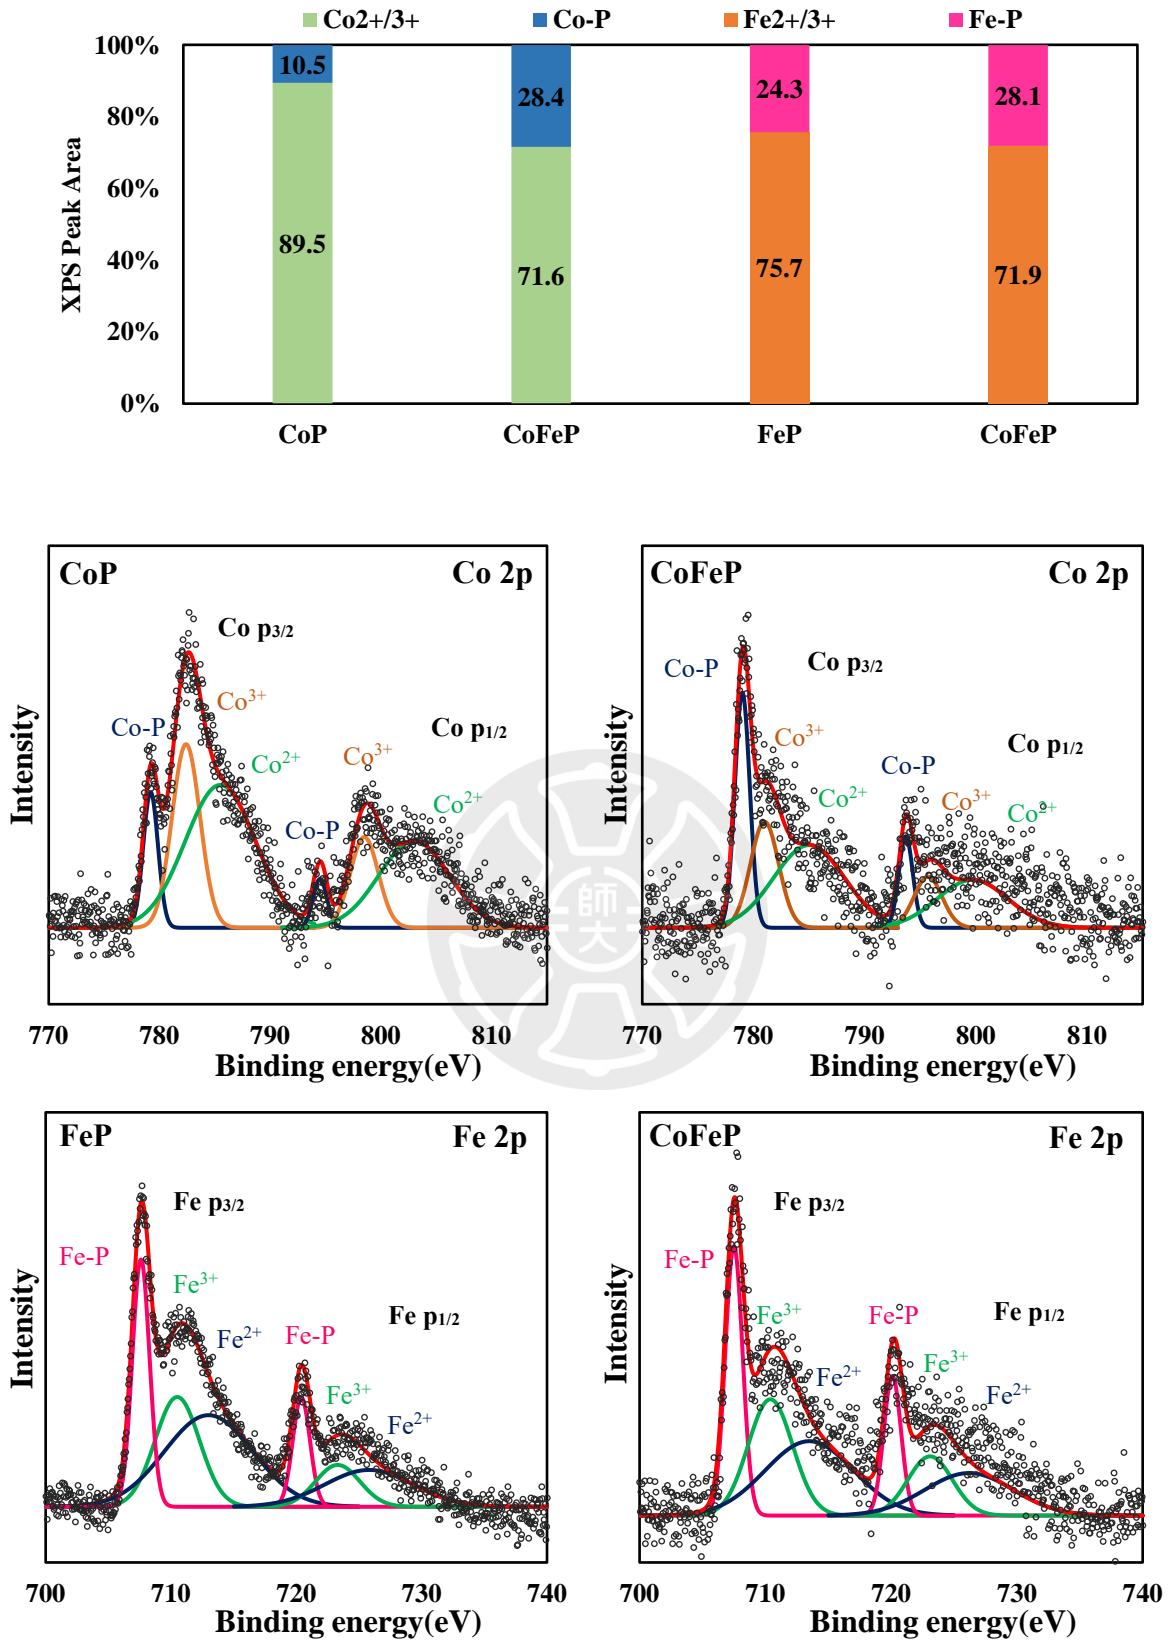 Co2+/3+ Co-P Fe2+/3+ Fe-P
XPS Peak Area
100%
80%
60%
40%
20%
0%
10.5 28.4 24.3 28.1
89.5 71.6 75.7 71.9
CoP CoFeP FeP CoFeP
CoP Co 2p
Co p3/2
Co3+
Co-P
Co2+
Co p1/2
Co3+
Co2+
Co-P
Intensity
770 780 790 800 810
Binding energy(eV)
CoFeP Co 2p
Co-P
Co p3/2
Co3+
Co p1/2
Co-P
Co2+
Co3+
Co2+
Intensity
770 780 790 800 810
Binding energy(eV)
師大
FeP Fe 2p
Fe p3/2
Fe-P
Fe3+
Fe p1/2
Fe2+
Fe-P
Fe3+
Fe2+
Intensity
700 710 720 730 740
Binding energy(eV)
CoFeP Fe 2p
Fe p3/2
Fe-P
Fe3+
Fe-P
Fe p1/2
Fe2+
Fe3+
Fe2+
Intensity
700 710 720 730 740
Binding energy(eV)